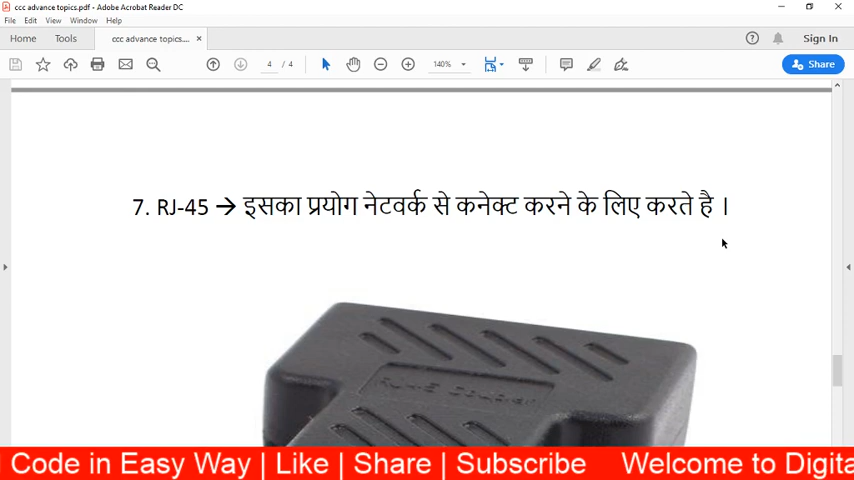 ccc advance topics.pdf - Adobe Acrobat Reader DC
File Edit View Window Help
Home Tools ccc advance topics.... × Sign In
4 / 4 140% Share
7. RJ-45 → इसका प्रयोग नेटवर्क से कनेक्ट करने के लिए करते है ।
RJ45 Coupler
Code in Easy Way | Like | Share | Subscribe Welcome to Digita